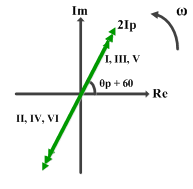 Im
ω
2Ip
I, III, V
θp + 60
Re
II, IV, VI